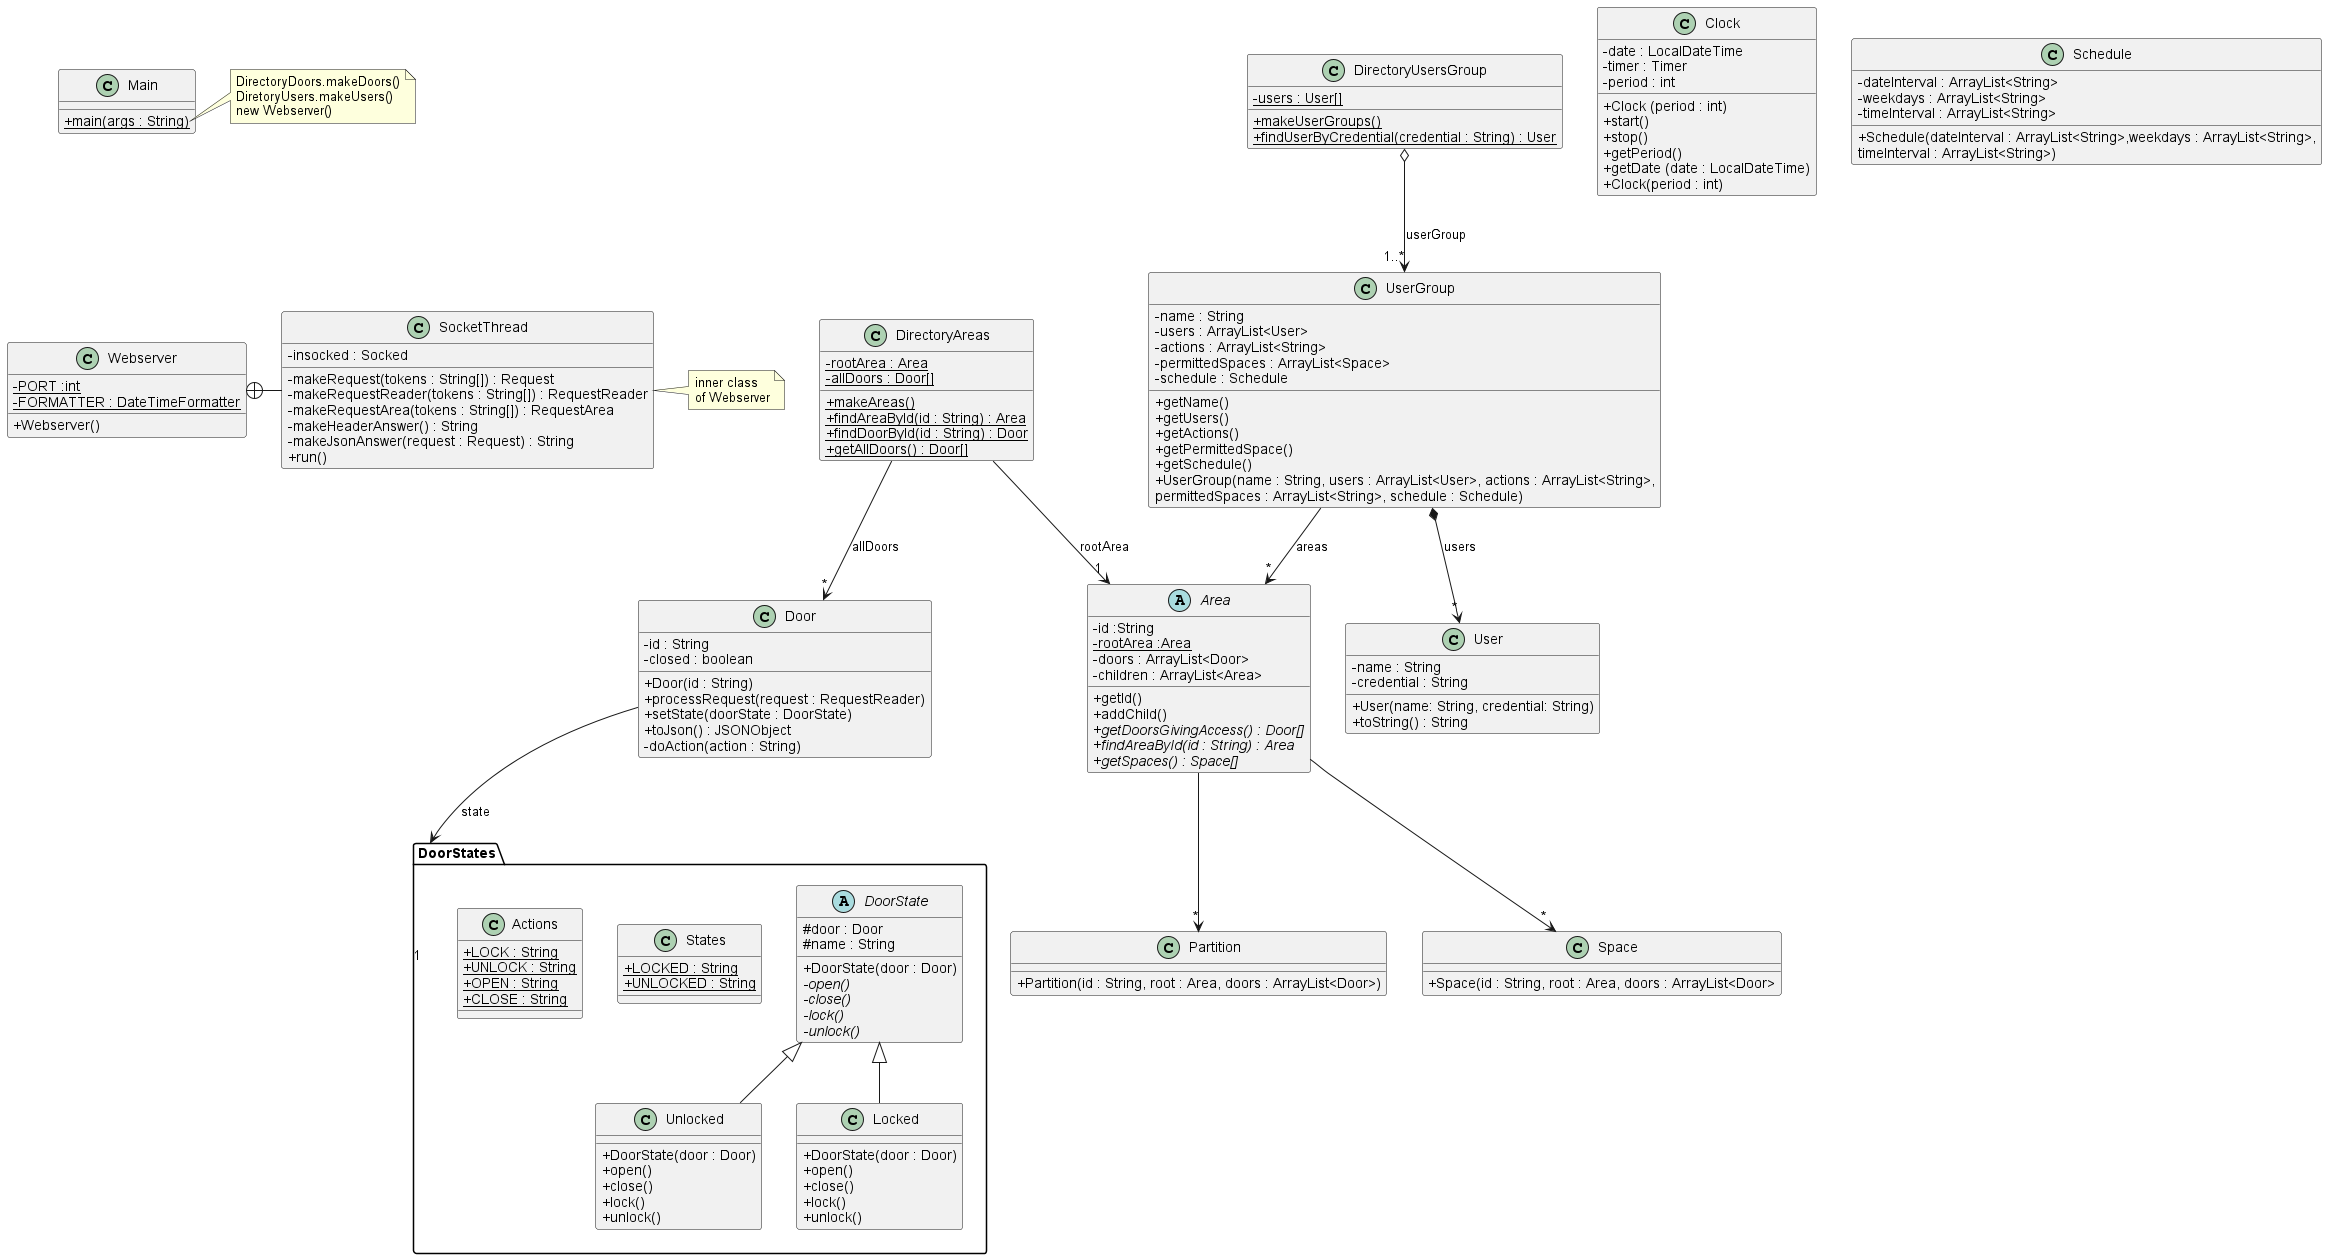 C Main
+main(args : String)
DirectoryDoors.makeDoors()
DiretoryUsers.makeUsers()
new Webserver()
C DirectoryUsersGroup
-users : User[]
+makeUserGroups()
+findUserByCredential(credential : String) : User
C Clock
-date : LocalDateTime
-timer : Timer
-period : int
+Clock (period : int)
+start()
+stop()
+getPeriod()
+getDate (date : LocalDateTime)
+Clock(period : int)
C Schedule
-dateInterval : ArrayList<String>
-weekdays : ArrayList<String>
-timeInterval : ArrayList<String>
+Schedule(dateInterval : ArrayList<String>,weekdays : ArrayList<String>,
timeInterval : ArrayList<String>)
userGroup
1..*
C Webserver
-PORT :int
-FORMATTER : DateTimeFormatter
+Webserver()
C SocketThread
-insocked : Socked
-makeRequest(tokens : String[]) : Request
-makeRequestReader(tokens : String[]) : RequestReader
-makeRequestArea(tokens : String[]) : RequestArea
-makeHeaderAnswer() : String
-makeJsonAnswer(request : Request) : String
+run()
inner class
of Webserver
C DirectoryAreas
-rootArea : Area
-allDoors : Door[]
+makeAreas()
+findAreaById(id : String) : Area
+findDoorById(id : String) : Door
+getAllDoors() : Door[]
C UserGroup
-name : String
-users : ArrayList<User>
-actions : ArrayList<String>
-permittedSpaces : ArrayList<Space>
-schedule : Schedule
+getName()
+getUsers()
+getActions()
+getPermittedSpace()
+getSchedule()
+UserGroup(name : String, users : ArrayList<User>, actions : ArrayList<String>,
permittedSpaces : ArrayList<String>, schedule : Schedule)
allDoors
*
rootArea
1
areas
*
users
*
C Door
-id : String
-closed : boolean
+Door(id : String)
+processRequest(request : RequestReader)
+setState(doorState : DoorState)
+toJson() : JSONObject
-doAction(action : String)
A Area
-id :String
-rootArea :Area
-doors : ArrayList<Door>
-children : ArrayList<Area>
+getId()
+addChild()
+getDoorsGivingAccess() : Door[]
+findAreaById(id : String) : Area
+getSpaces() : Space[]
C User
-name : String
-credential : String
+User(name: String, credential: String)
+toString() : String
state
1
*
*
DoorStates
C Actions
+LOCK : String
+UNLOCK : String
+OPEN : String
+CLOSE : String
C States
+LOCKED : String
+UNLOCKED : String
A DoorState
#door : Door
#name : String
+DoorState(door : Door)
-open()
-close()
-lock()
-unlock()
C Partition
+Partition(id : String, root : Area, doors : ArrayList<Door>)
C Space
+Space(id : String, root : Area, doors : ArrayList<Door>
C Unlocked
+DoorState(door : Door)
+open()
+close()
+lock()
+unlock()
C Locked
+DoorState(door : Door)
+open()
+close()
+lock()
+unlock()